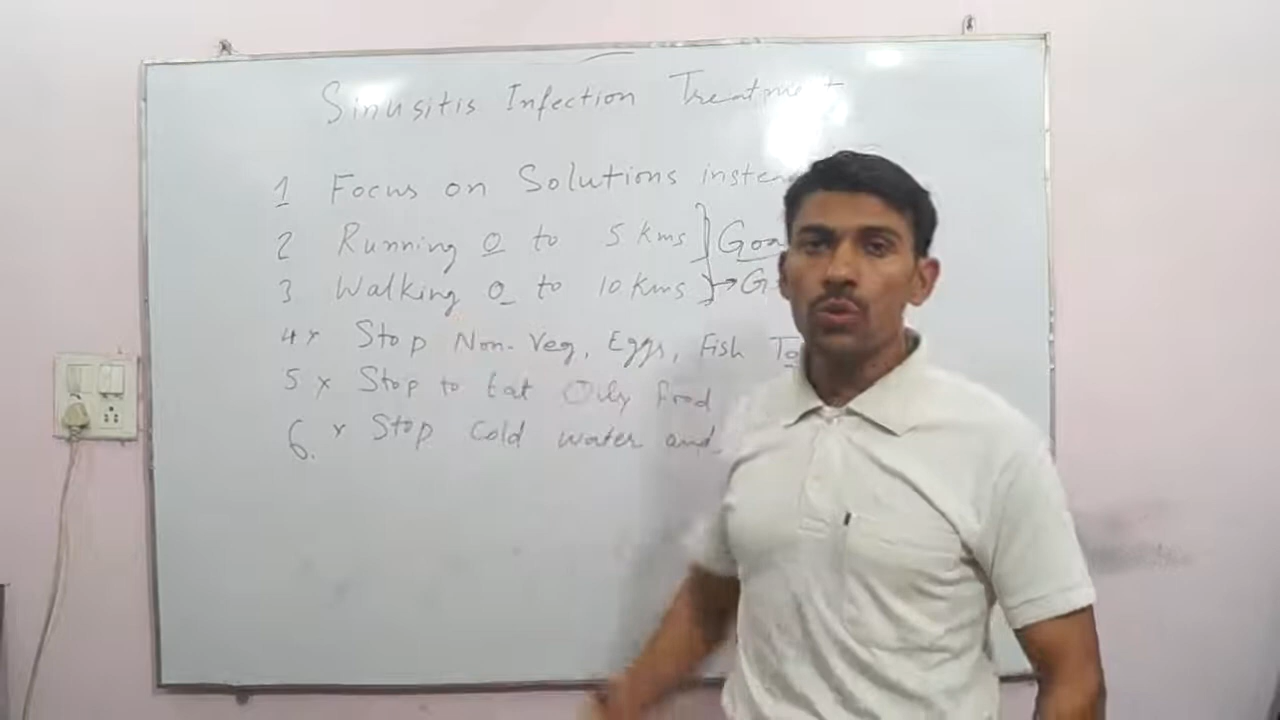 Sinusitis Infection Treatment
1 Focus on Solutions
2 Running 0 to 5 kms
3 Walking 0 to 10 kms
4 x Stop Non-Veg, Eggs, Fish
5 x Stop to Eat Oily food
6. x Stop Cold water and